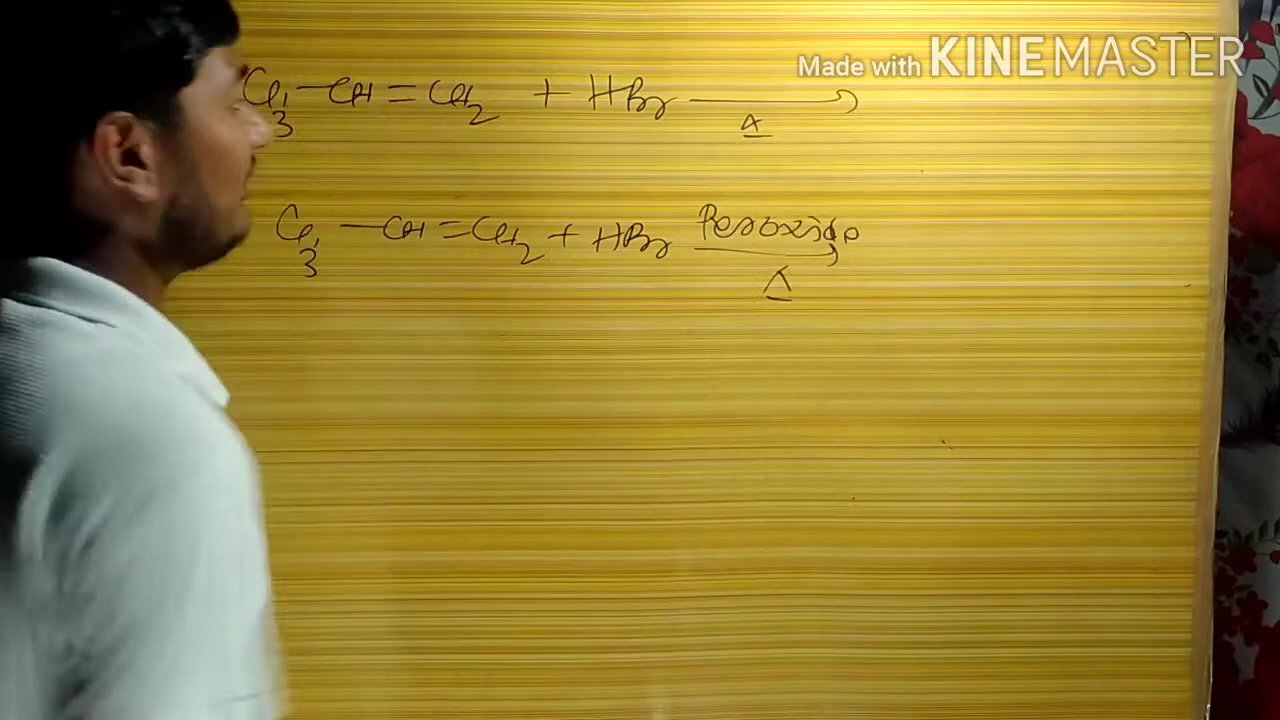 Made with KINEMASTER
CH3-CH=CH2 + HBr →
Δ
CH3-CH=CH2 + HBr Peroxide →
Δ